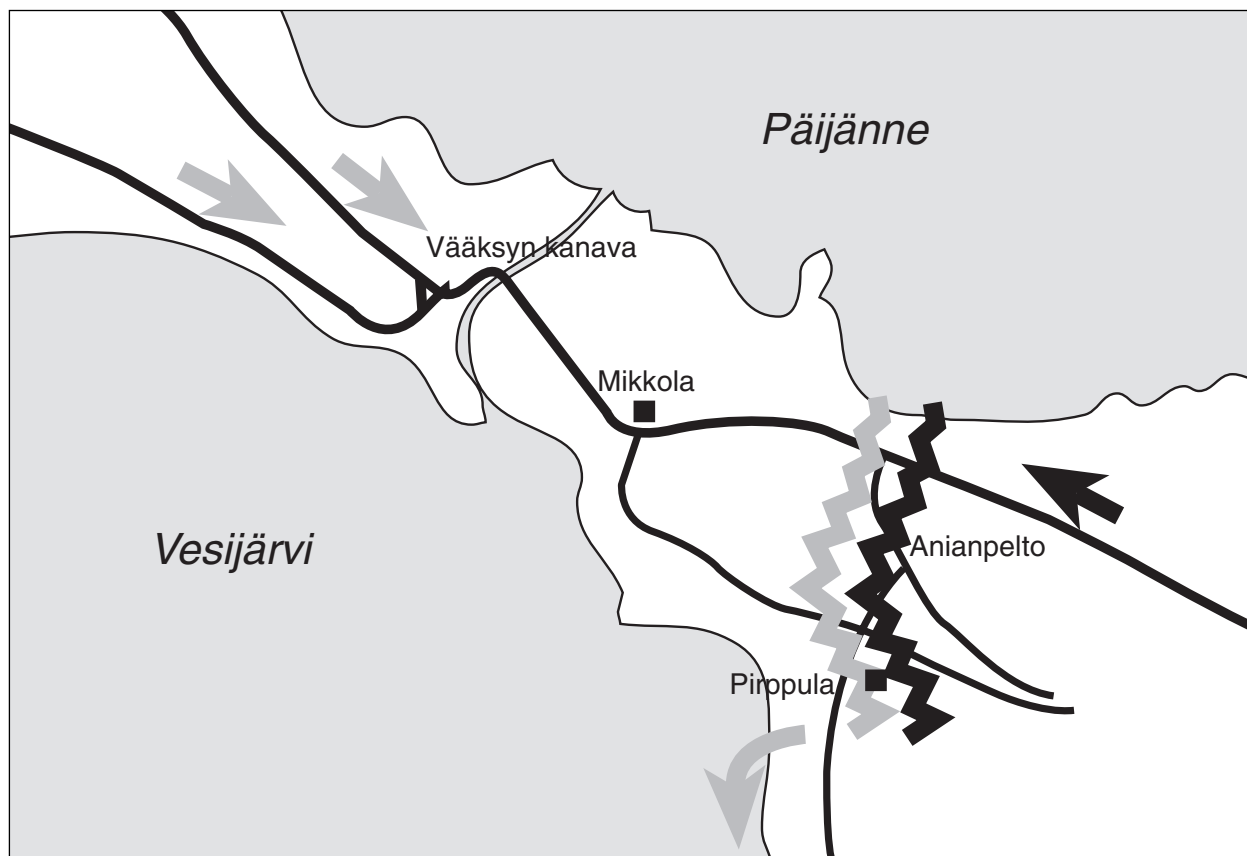 Päijänne
Vääksyn kanava
Mikkola
Vesijärvi
Anianpelto
Pirppula